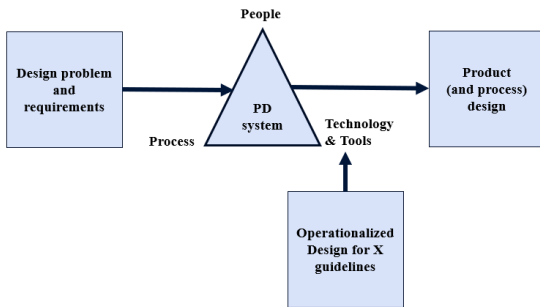 People
Design problem
and
requirements
PD
system
Product
(and process)
design
Process
Technology
& Tools
Operationalized
Design for X
guidelines